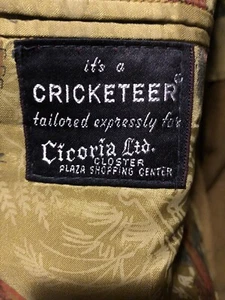 it's a
CRICKETEER
tailored expressly for
Cicoria Ltd.
CLOSTER
PLAZA SHOPPING CENTER